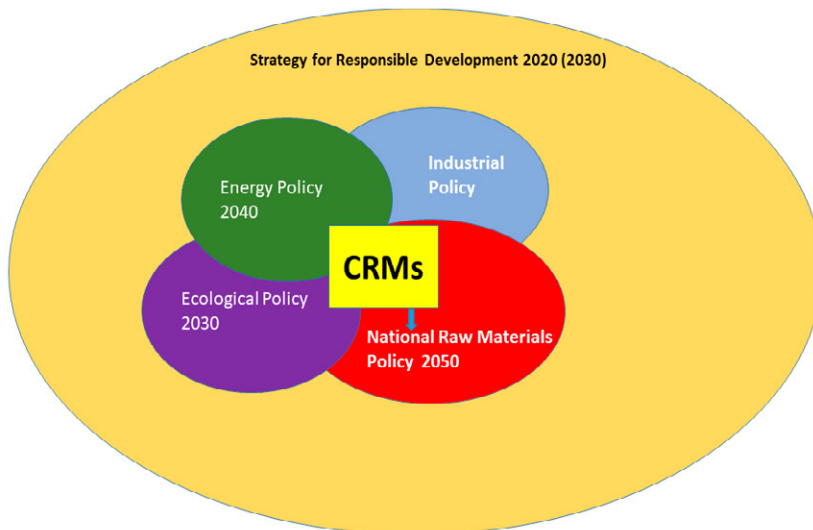 Strategy for Responsible Development 2020 (2030)
Industrial
Policy
Energy Policy
2040
CRMs
Ecological Policy
2030
National Raw Materials
Policy 2050